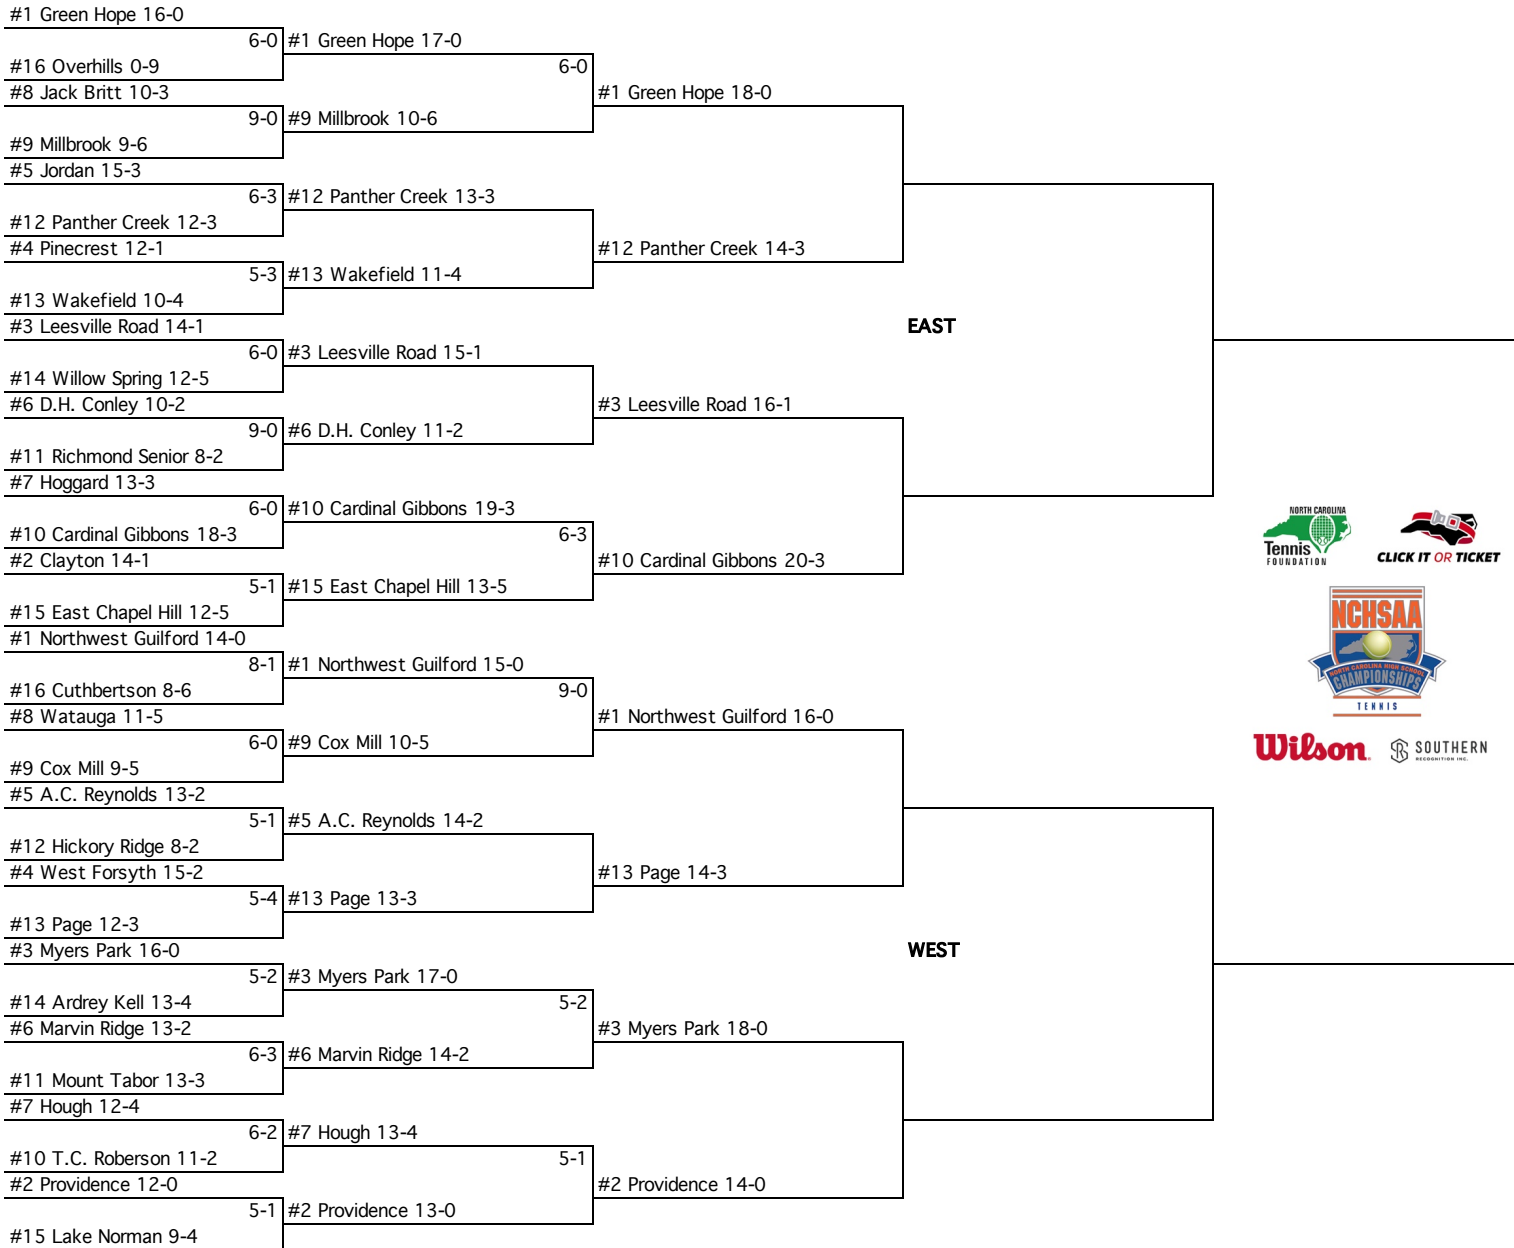 #1 Green Hope 16-0
6-0 #1 Green Hope 17-0
#16 Overhills 0-9
6-0
#8 Jack Britt 10-3
#1 Green Hope 18-0
9-0 #9 Millbrook 10-6
#9 Millbrook 9-6
#5 Jordan 15-3
6-3 #12 Panther Creek 13-3
#12 Panther Creek 12-3
#4 Pinecrest 12-1
#12 Panther Creek 14-3
5-3 #13 Wakefield 11-4
#13 Wakefield 10-4
#3 Leesville Road 14-1
EAST
6-0 #3 Leesville Road 15-1
#14 Willow Spring 12-5
#6 D.H. Conley 10-2
#3 Leesville Road 16-1
9-0 #6 D.H. Conley 11-2
#11 Richmond Senior 8-2
#7 Hoggard 13-3
6-0 #10 Cardinal Gibbons 19-3
#10 Cardinal Gibbons 18-3
6-3
#2 Clayton 14-1
#10 Cardinal Gibbons 20-3
5-1 #15 East Chapel Hill 13-5
#15 East Chapel Hill 12-5
NORTH CAROLINA
Tennis
FOUNDATION
CLICK IT OR TICKET
NCHSAA
NORTH CAROLINA HIGH SCHOOL
CHAMPIONSHIPS
TENNIS
Wilson
SR SOUTHERN
RECOGNITION INC.
#1 Northwest Guilford 14-0
8-1 #1 Northwest Guilford 15-0
#16 Cuthbertson 8-6
9-0
#8 Watauga 11-5
#1 Northwest Guilford 16-0
6-0 #9 Cox Mill 10-5
#9 Cox Mill 9-5
#5 A.C. Reynolds 13-2
5-1 #5 A.C. Reynolds 14-2
#12 Hickory Ridge 8-2
#4 West Forsyth 15-2
#13 Page 14-3
5-4 #13 Page 13-3
#13 Page 12-3
#3 Myers Park 16-0
WEST
5-2 #3 Myers Park 17-0
#14 Ardrey Kell 13-4
5-2
#6 Marvin Ridge 13-2
#3 Myers Park 18-0
6-3 #6 Marvin Ridge 14-2
#11 Mount Tabor 13-3
#7 Hough 12-4
6-2 #7 Hough 13-4
#10 T.C. Roberson 11-2
5-1
#2 Providence 12-0
#2 Providence 14-0
5-1 #2 Providence 13-0
#15 Lake Norman 9-4